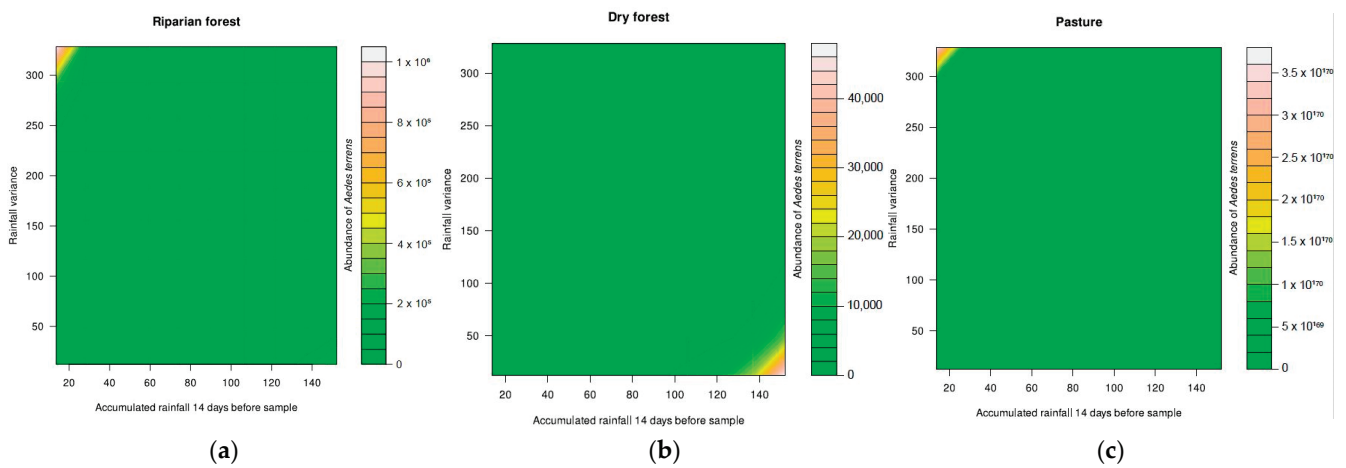 Riparian forest
300
250
200
150
100
50
Rainfall variance
20 40 60 80 100 120 140
Accumulated rainfall 14 days before sample
1 x 10⁶
8 x 10⁵
6 x 10⁵
4 x 10⁵
2 x 10⁵
0
Abundance of Aedes terrens
(a)
Dry forest
300
250
200
150
100
50
Rainfall variance
20 40 60 80 100 120 140
Accumulated rainfall 14 days before sample
40,000
30,000
20,000
10,000
0
Abundance of Aedes terrens
(b)
Pasture
300
250
200
150
100
50
Rainfall variance
20 40 60 80 100 120 140
Accumulated rainfall 14 days before sample
3.5 x 10¹⁷⁰
3 x 10¹⁷⁰
2.5 x 10¹⁷⁰
2 x 10¹⁷⁰
1.5 x 10¹⁷⁰
1 x 10¹⁷⁰
5 x 10¹⁶⁹
0
Abundance of Aedes terrens
(c)